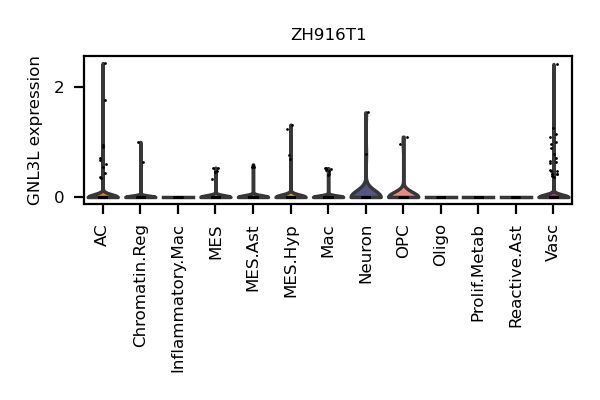 ZH916T1
GNL3L expression
2
0
AC
Chromatin.Reg
Inflammatory.Mac
MES
MES.Ast
MES.Hyp
Mac
Neuron
OPC
Oligo
Prolif.Metab
Reactive.Ast
Vasc